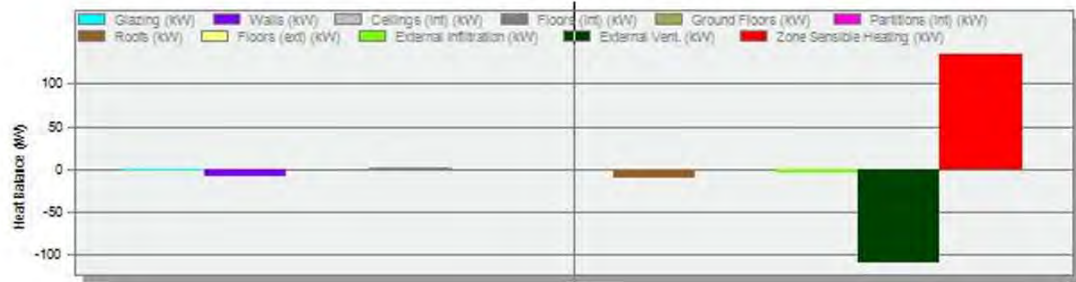 Glazing (kW) Walls (kW) Ceilings (int) (kW) Floors (int) (kW) Ground Floors (kW) Partitions (int) (kW)
Roofs (kW) Floors (ext) (kW) External Infiltration (kW) External Vent. (kW) Zone Sensible Heating (kW)
Heat Balance (kW)
100
50
0
-50
-100